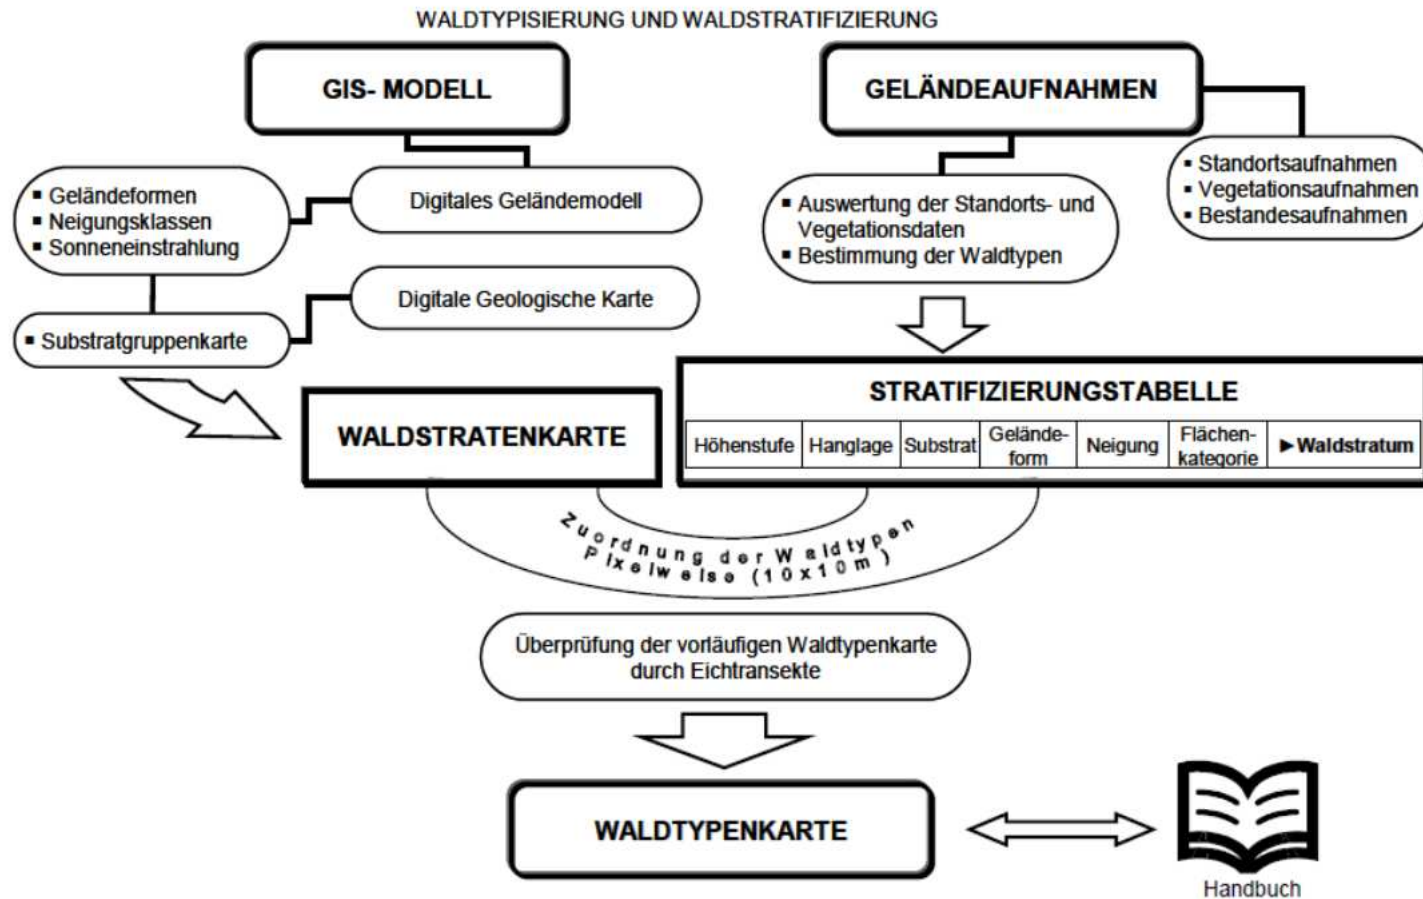 WALDTYPISIERUNG UND WALDSTRATIFIZIERUNG
GIS- MODELL
▪ Geländeformen
▪ Neigungsklassen
▪ Sonneneinstrahlung
Digitales Geländemodell
Digitale Geologische Karte
▪ Substratgruppenkarte
GELÄNDEAUFNAHMEN
▪ Standortsaufnahmen
▪ Vegetationsaufnahmen
▪ Bestandesaufnahmen
▪ Auswertung der Standorts- und
Vegetationsdaten
▪ Bestimmung der Waldtypen
WALDSTRATENKARTE
STRATIFIZIERUNGSTABELLE
Höhenstufe
Hanglage
Substrat
Gelände-
form
Neigung
Flächen-
kategorie
►Waldstratum
Zuordnung der Waldtypen
Pixelweise (10x10m)
Überprüfung der vorläufigen Waldtypenkarte
durch Eichtransekte
WALDTYPENKARTE
Handbuch